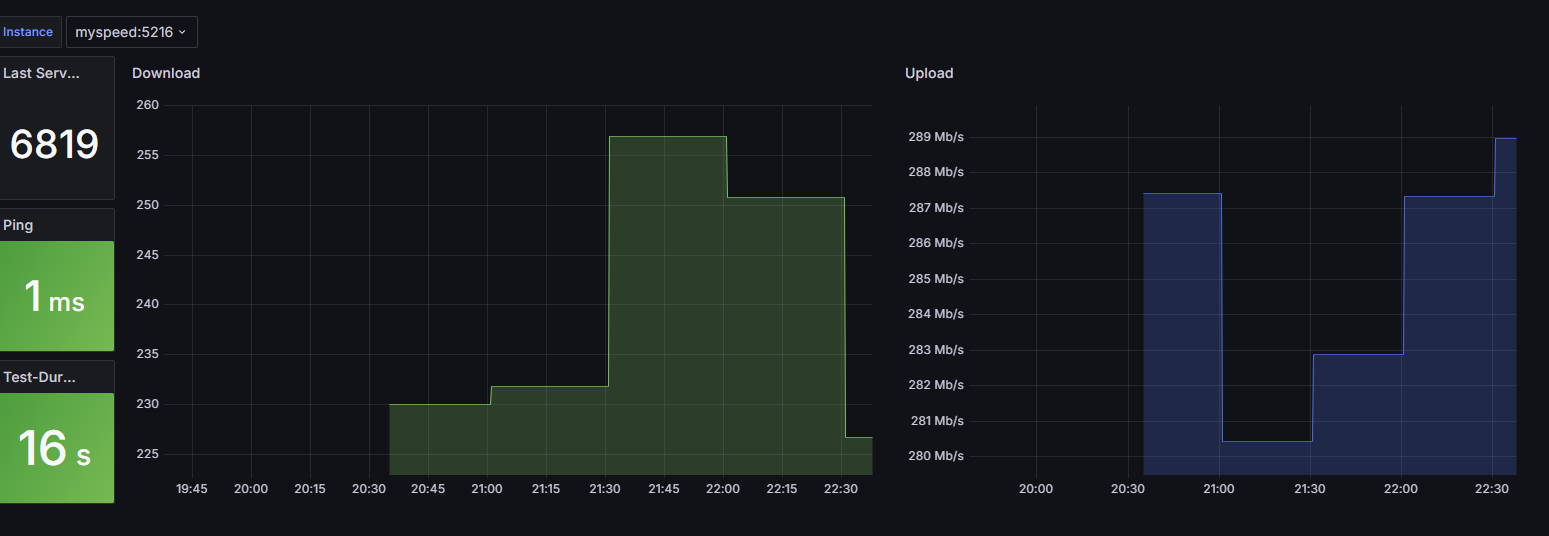 Instance myspeed:5216
Last Serv...
6819
Ping
1 ms
Test-Dur...
16 s
Download
260
255
250
245
240
235
230
225
19:45 20:00 20:15 20:30 20:45 21:00 21:15 21:30 21:45 22:00 22:15 22:30
Upload
289 Mb/s
288 Mb/s
287 Mb/s
286 Mb/s
285 Mb/s
284 Mb/s
283 Mb/s
282 Mb/s
281 Mb/s
280 Mb/s
20:00 20:30 21:00 21:30 22:00 22:30